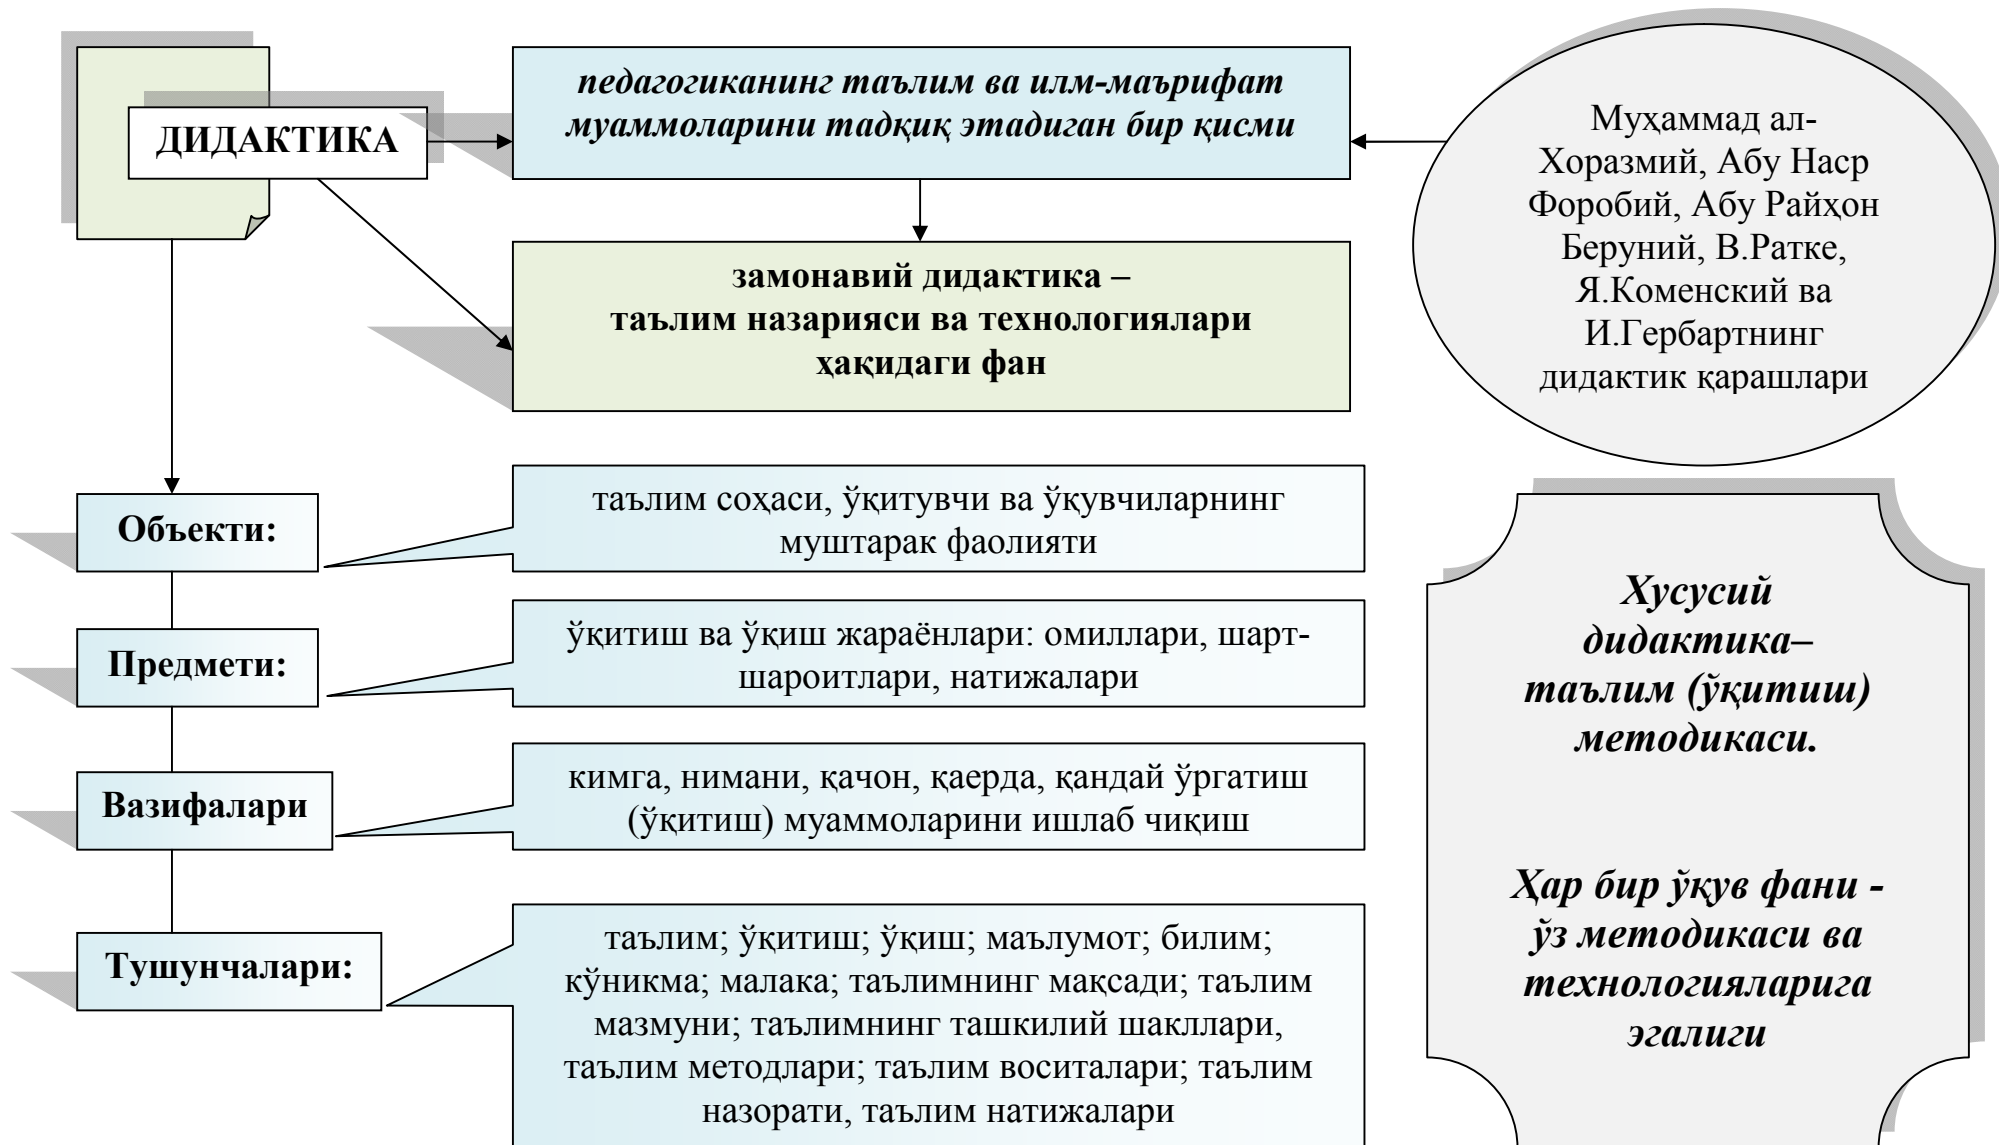 ДИДАКТИКА
педагогиканинг таълим ва илм-маърифат
муаммоларини тадқиқ этадиган бир қисми
замонавий дидактика –
таълим назарияси ва технологиялари
ҳақидаги фан
Муҳаммад ал-
Хоразмий, Абу Наср
Форобий, Абу Райҳон
Беруний, В.Ратке,
Я.Коменский ва
И.Гербартнинг
дидактик қарашлари
Объекти:
таълим соҳаси, ўқитувчи ва ўқувчиларнинг
муштарак фаолияти
Предмети:
ўқитиш ва ўқиш жараёнлари: омиллари, шарт-
шароитлари, натижалари
Вазифалари
кимга, нимани, қачон, қаерда, қандай ўргатиш
(ўқитиш) муаммоларини ишлаб чиқиш
Тушунчалари:
таълим; ўқитиш; ўқиш; маълумот; билим;
кўникма; малака; таълимнинг мақсади; таълим
мазмуни; таълимнинг ташкилий шакллари,
таълим методлари; таълим воситалари; таълим
назорати, таълим натижалари
Хусусий
дидактика–
таълим (ўқитиш)
методикаси.
Ҳар бир ўқув фани -
ўз методикаси ва
технологияларига
эгалиги